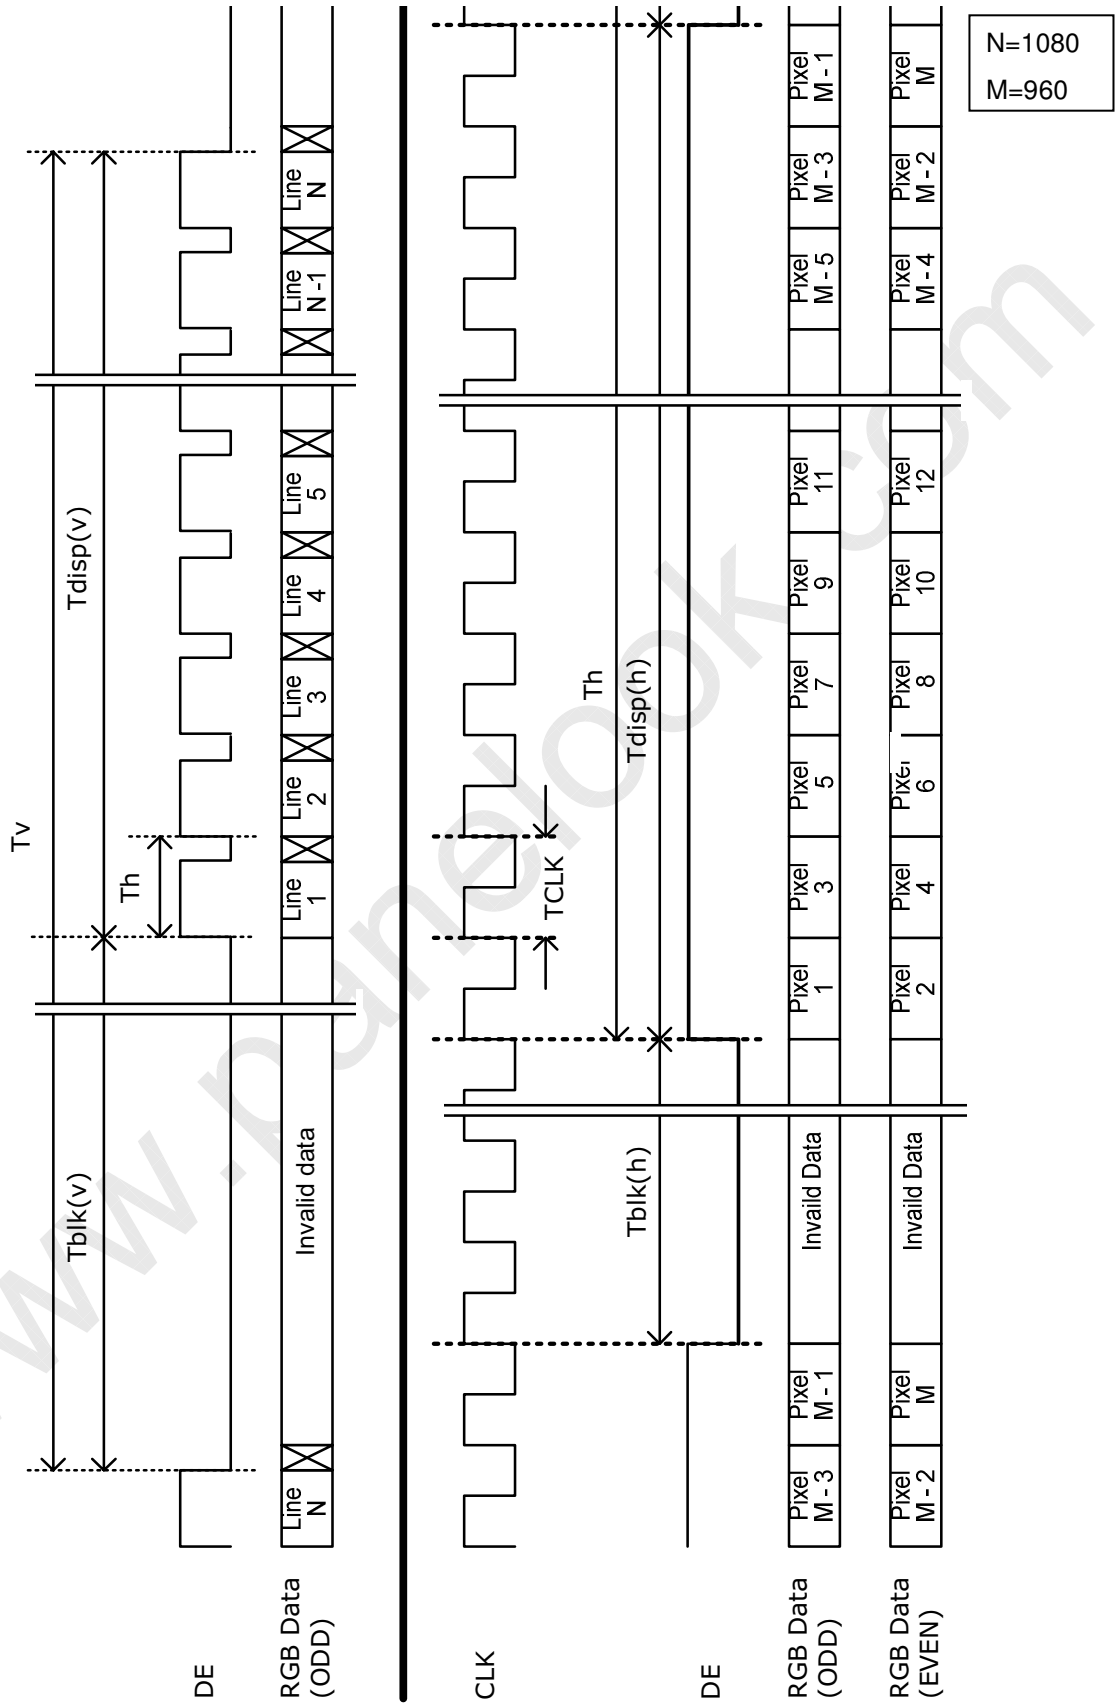 Tv
Tblk(v)
Tdisp(v)
Th
DE
RGB Data
(ODD)
Line
N
Invalid data
Line
1
Line
2
Line
3
Line
4
Line
5
Line
N -1
Line
N
CLK
TCLK
Th
Tblk(h)
Tdisp(h)
DE
RGB Data
(ODD)
Pixel
M - 3
Pixel
M - 1
Invaild Data
Pixel
1
Pixel
3
Pixel
5
Pixel
7
Pixel
9
Pixel
11
Pixel
M - 5
Pixel
M - 3
Pixel
M - 1
RGB Data
(EVEN)
Pixel
M - 2
Pixel
M
Invaild Data
Pixel
2
Pixel
4
Pixel
6
Pixel
8
Pixel
10
Pixel
12
Pixel
M - 4
Pixel
M - 2
Pixel
M
N=1080
M=960
www.panelook.com